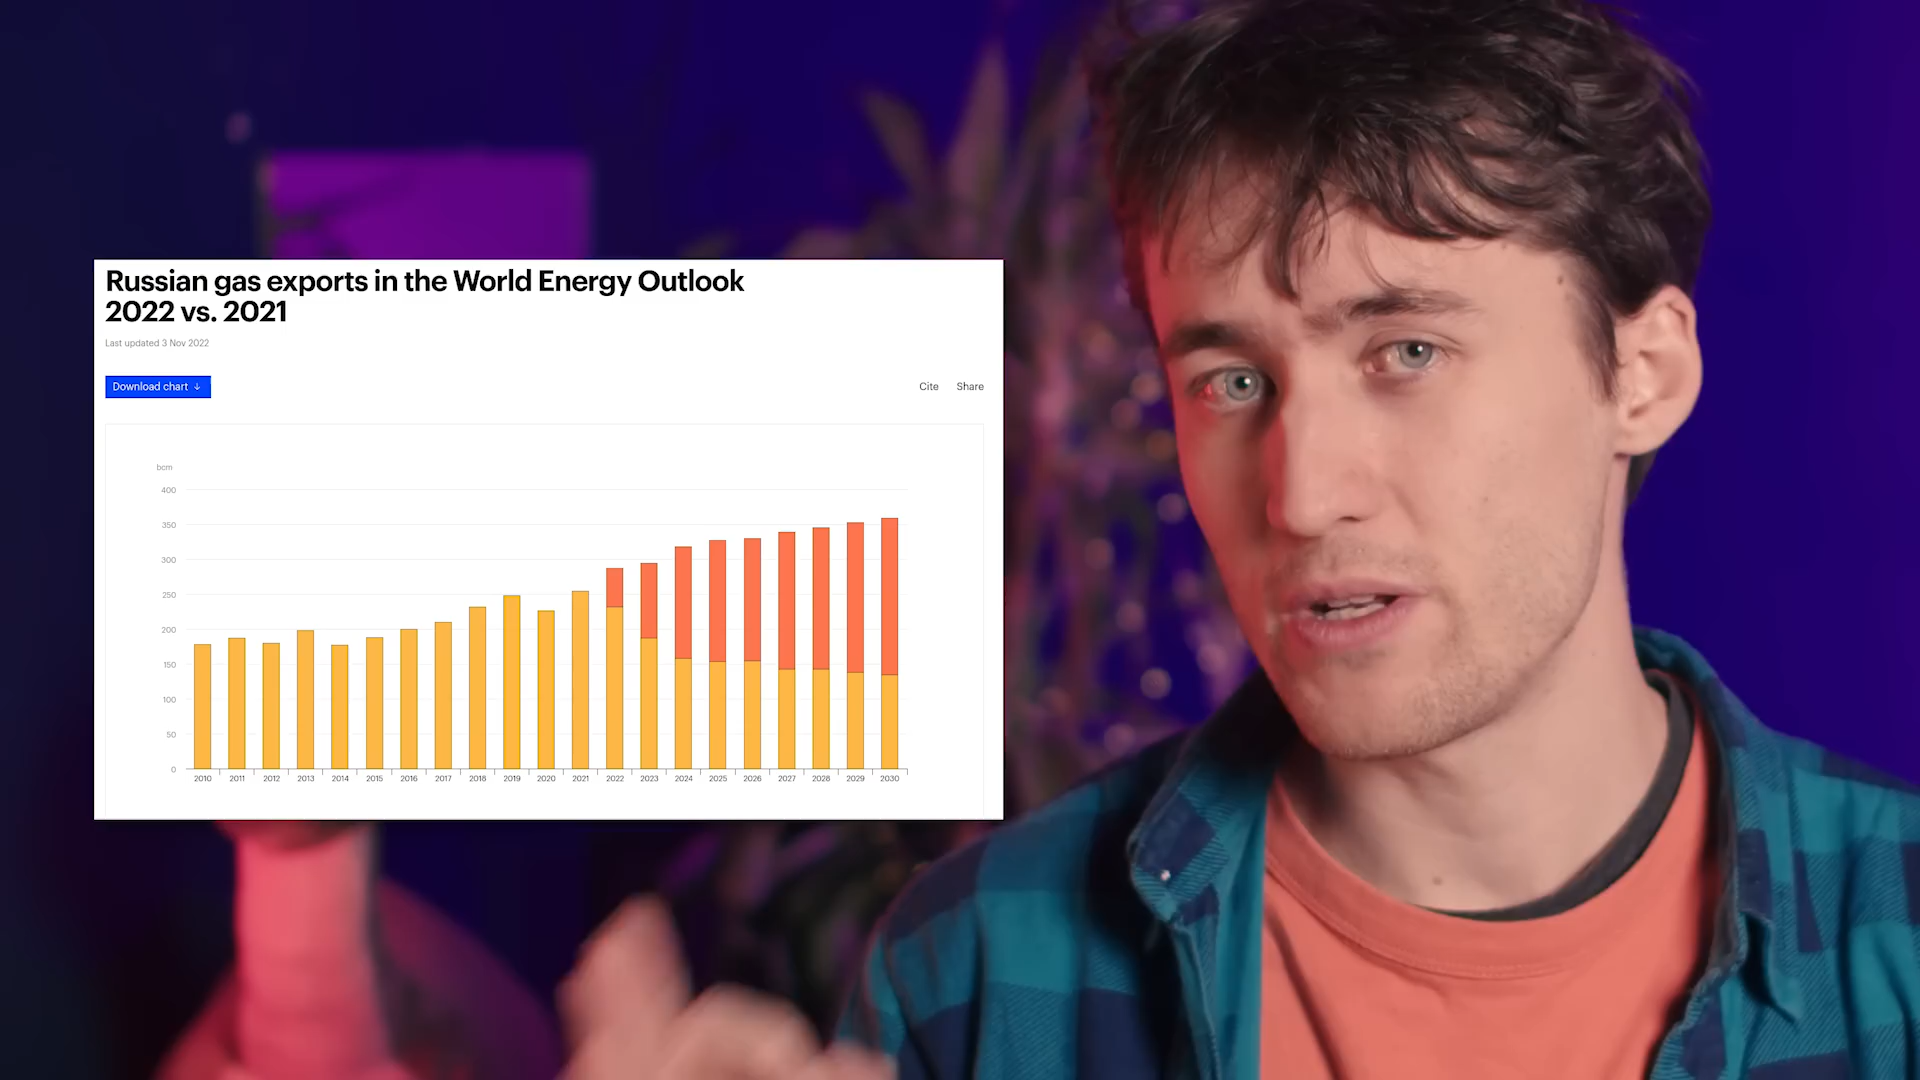 Russian gas exports in the World Energy Outlook
2022 vs. 2021
Last updated 3 Nov 2022
Download chart ↓
Cite Share
bcm
400
350
300
250
200
150
100
50
0
2010 2011 2012 2013 2014 2015 2016 2017 2018 2019 2020 2021 2022 2023 2024 2025 2026 2027 2028 2029 2030